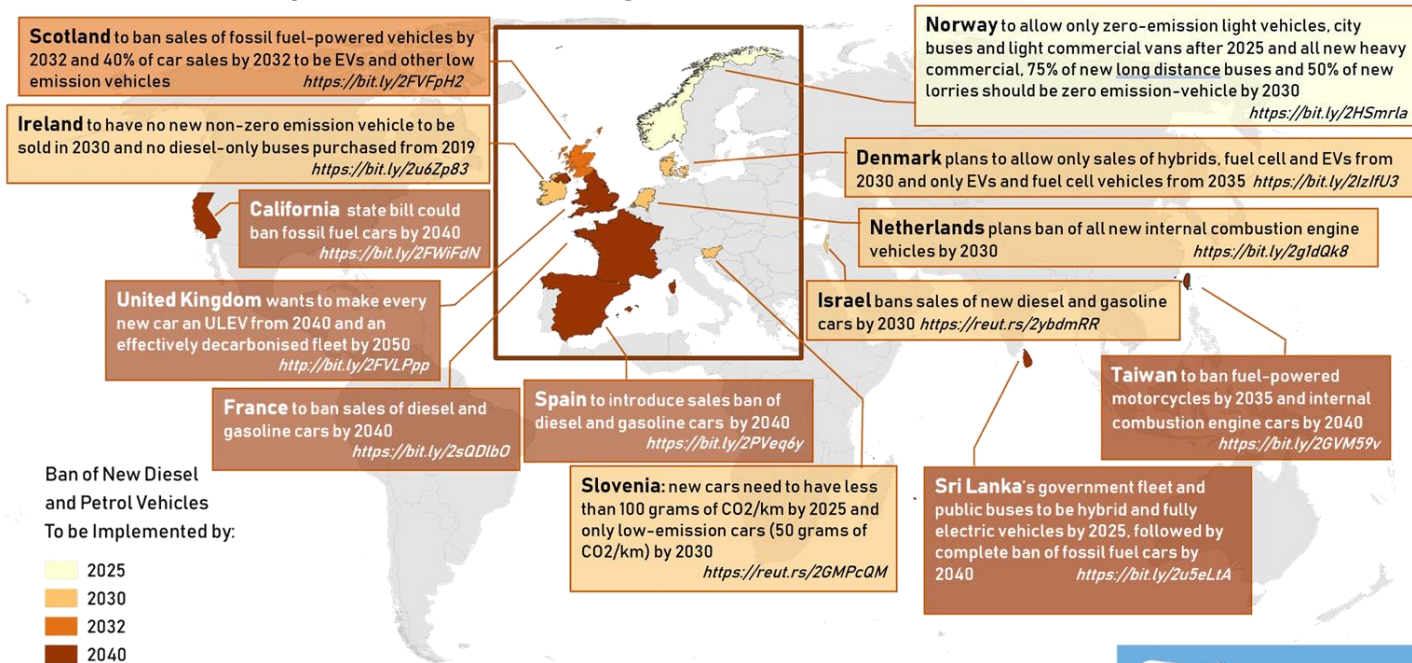 Scotland to ban sales of fossil fuel-powered vehicles by
2032 and 40% of car sales by 2032 to be EVs and other low
emission vehicles https://bit.ly/2FVFpH2
Norway to allow only zero-emission light vehicles, city
buses and light commercial vans after 2025 and all new heavy
commercial, 75% of new long distance buses and 50% of new
lorries should be zero emission-vehicle by 2030
https://bit.ly/2HSmrla
Ireland to have no new non-zero emission vehicle to be
sold in 2030 and no diesel-only buses purchased from 2019
https://bit.ly/2u6Zp83
Denmark plans to allow only sales of hybrids, fuel cell and EVs from
2030 and only EVs and fuel cell vehicles from 2035 https://bit.ly/2IzIfU3
California state bill could
ban fossil fuel cars by 2040
https://bit.ly/2FWiFdN
Netherlands plans ban of all new internal combustion engine
vehicles by 2030 https://bit.ly/2g1dQk8
Israel bans sales of new diesel and gasoline
cars by 2030 https://reut.rs/2ybdmRR
United Kingdom wants to make every
new car an ULEV from 2040 and an
effectively decarbonised fleet by 2050
http://bit.ly/2FVLPpp
France to ban sales of diesel and
gasoline cars by 2040
https://bit.ly/2sQDlbO
Spain to introduce sales ban of
diesel and gasoline cars by 2040
https://bit.ly/2PVeq6y
Taiwan to ban fuel-powered
motorcycles by 2035 and internal
combustion engine cars by 2040
https://bit.ly/2GVM59v
Slovenia: new cars need to have less
than 100 grams of CO2/km by 2025 and
only low-emission cars (50 grams of
CO2/km) by 2030
https://reut.rs/2GMPcQM
Sri Lanka's government fleet and
public buses to be hybrid and fully
electric vehicles by 2025, followed by
complete ban of fossil fuel cars by
2040 https://bit.ly/2u5eLtA
Ban of New Diesel
and Petrol Vehicles
To be Implemented by:
2025
2030
2032
2040